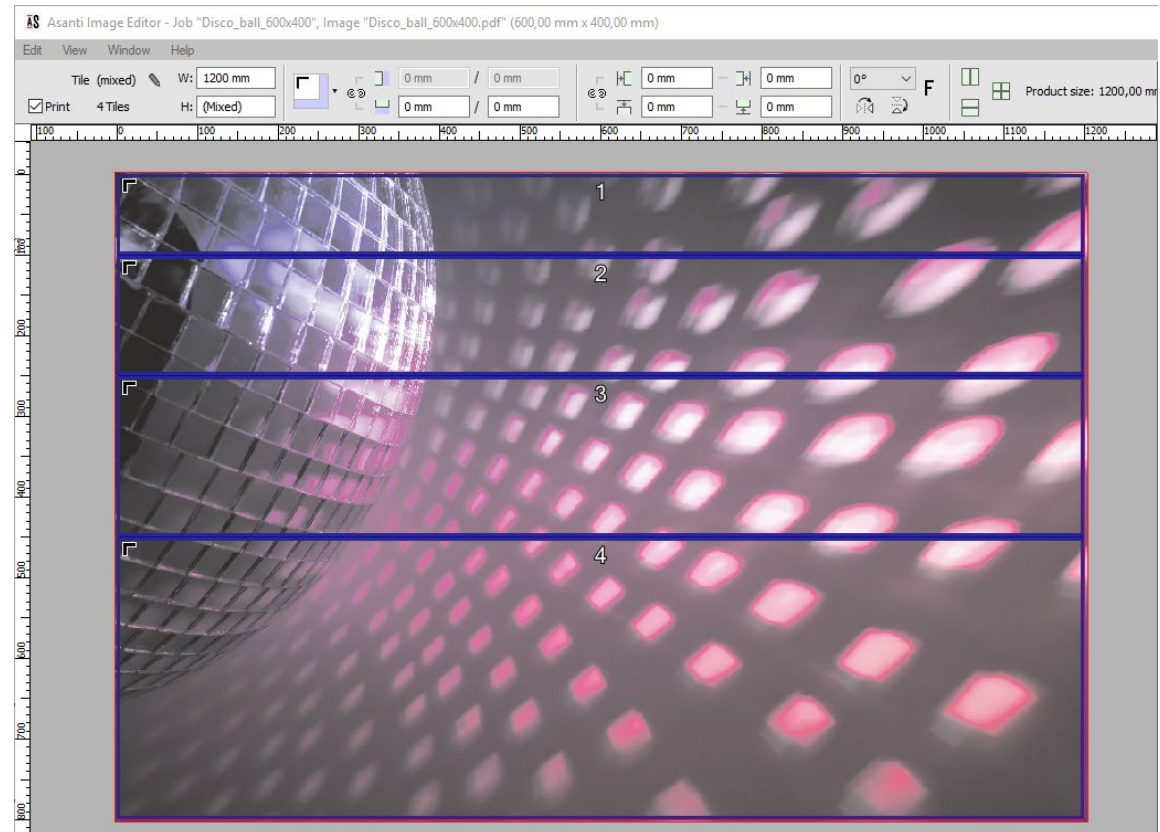 AS Asanti Image Editor - Job "Disco_ball_600x400", Image "Disco_ball_600x400.pdf" (600,00 mm x 400,00 mm)
Edit View Window Help
Tile (mixed) W: 1200 mm 0 mm / 0 mm 0 mm 0 mm 0°
F Product size: 1200,00 mm
Print 4 Tiles H: (Mixed) 0 mm / 0 mm 0 mm 0 mm
100 0 100 200 300 400 500 600 700 800 900 1000 1100 1200
0
1
100
2
200
3
300
400
4
500
600
700
800